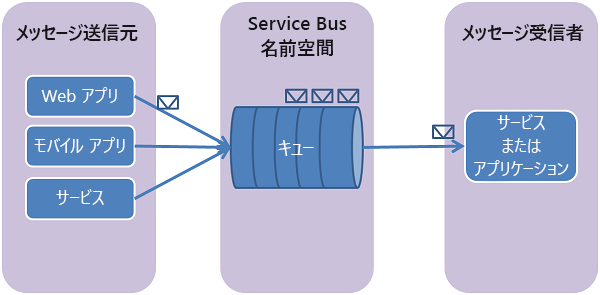 メッセージ送信元
Web アプリ
モバイル アプリ
サービス
Service Bus
名前空間
キュー
メッセージ受信者
サービス
または
アプリケーション